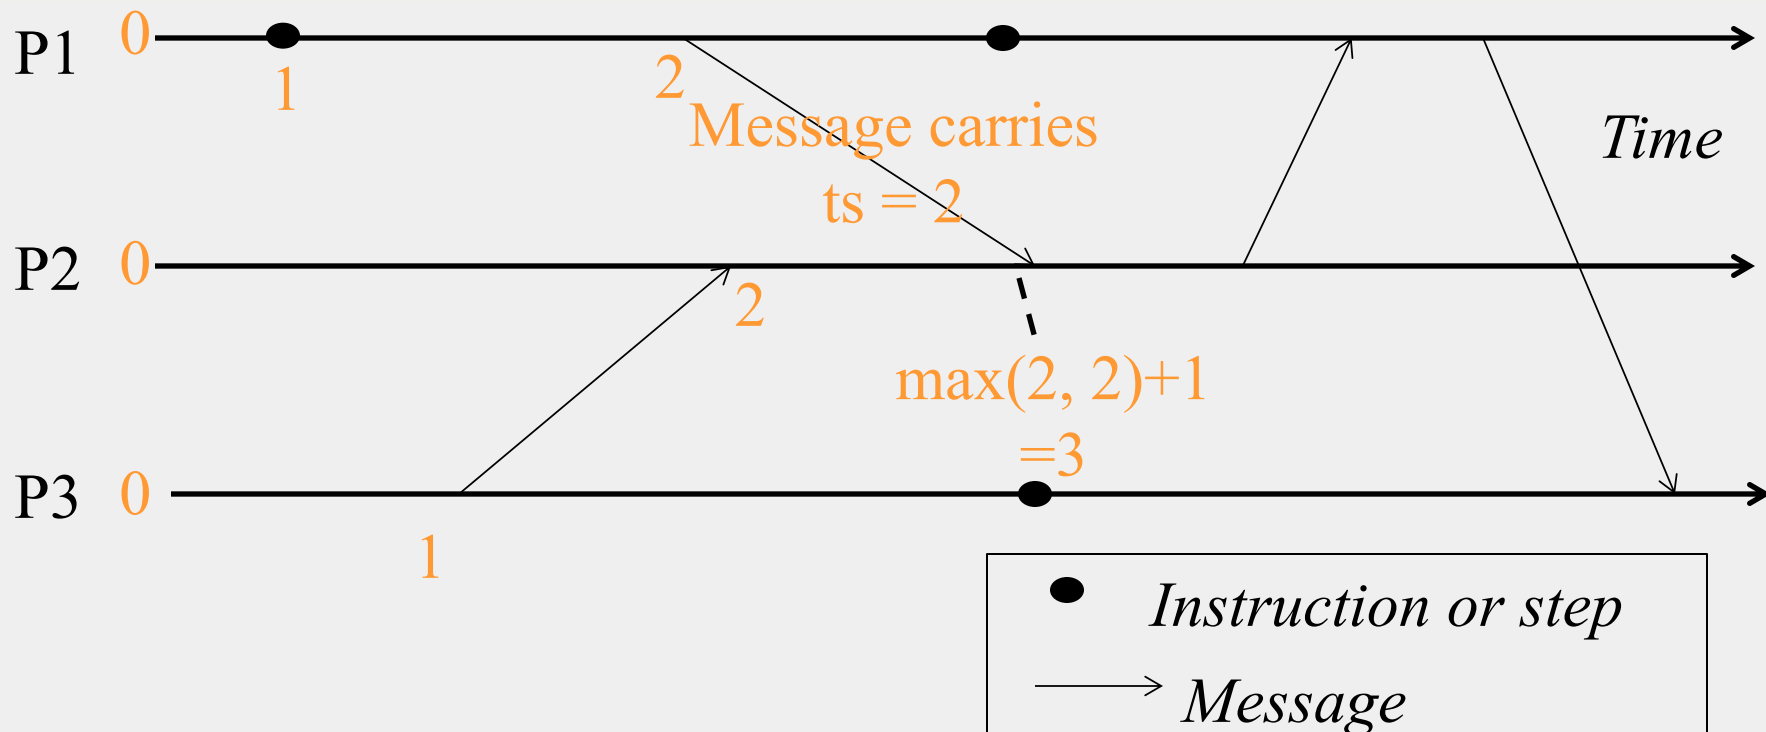 P1 0
1
2
Message carries
ts = 2
Time
P2 0
2
max(2, 2)+1
=3
P3 0
1
Instruction or step
Message